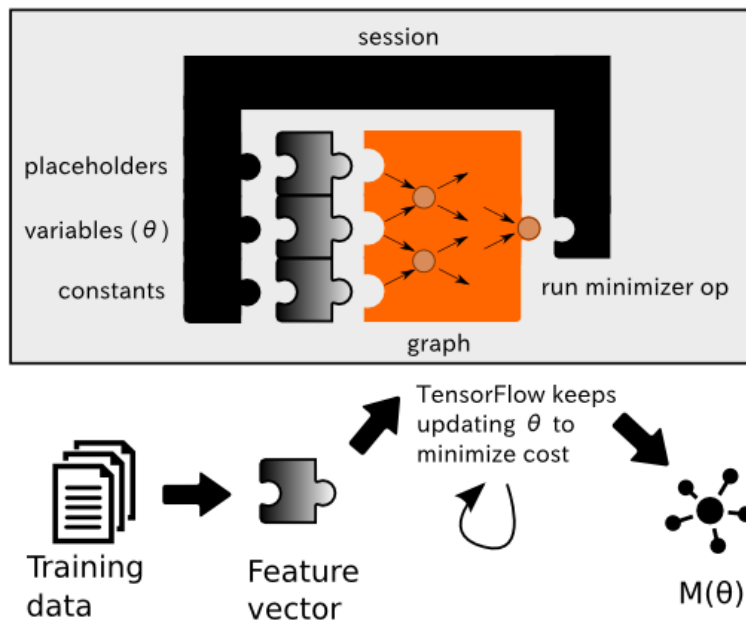 session
placeholders
variables (θ)
constants
run minimizer op
graph
TensorFlow keeps
updating θ to
minimize cost
Training
data
Feature
vector
M(θ)